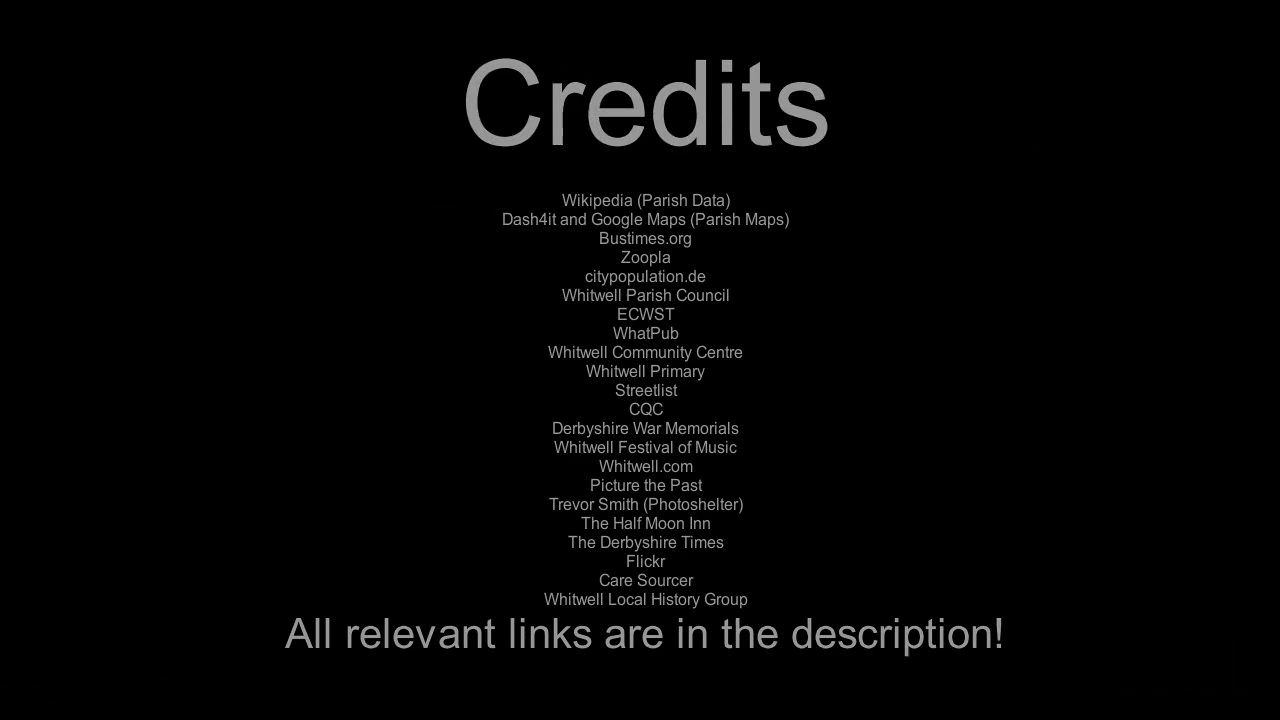 Credits
Wikipedia (Parish Data)
Dash4it and Google Maps (Parish Maps)
Bustimes.org
Zoopla
citypopulation.de
Whitwell Parish Council
ECWST
WhatPub
Whitwell Community Centre
Whitwell Primary
Streetlist
CQC
Derbyshire War Memorials
Whitwell Festival of Music
Whitwell.com
Picture the Past
Trevor Smith (Photoshelter)
The Half Moon Inn
The Derbyshire Times
Flickr
Care Sourcer
Whitwell Local History Group
All relevant links are in the description!